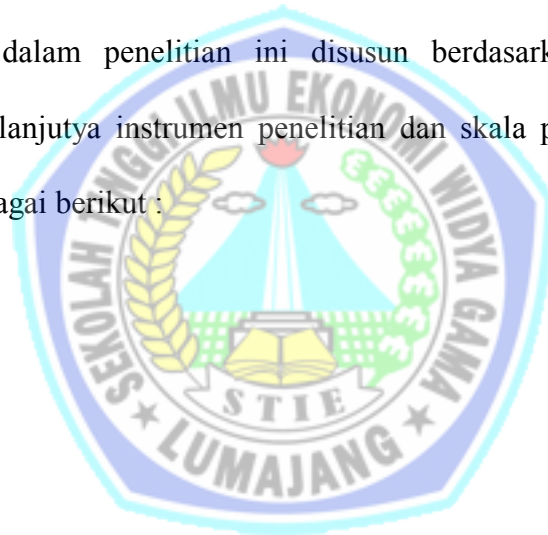 dalam penelitian ini disusun berdasark
lanjutya instrumen penelitian dan skala p
agai berikut :
SEKOLAH TINGGI ILMU EKONOMI WIDYA GAMA
STIE
LUMAJANG